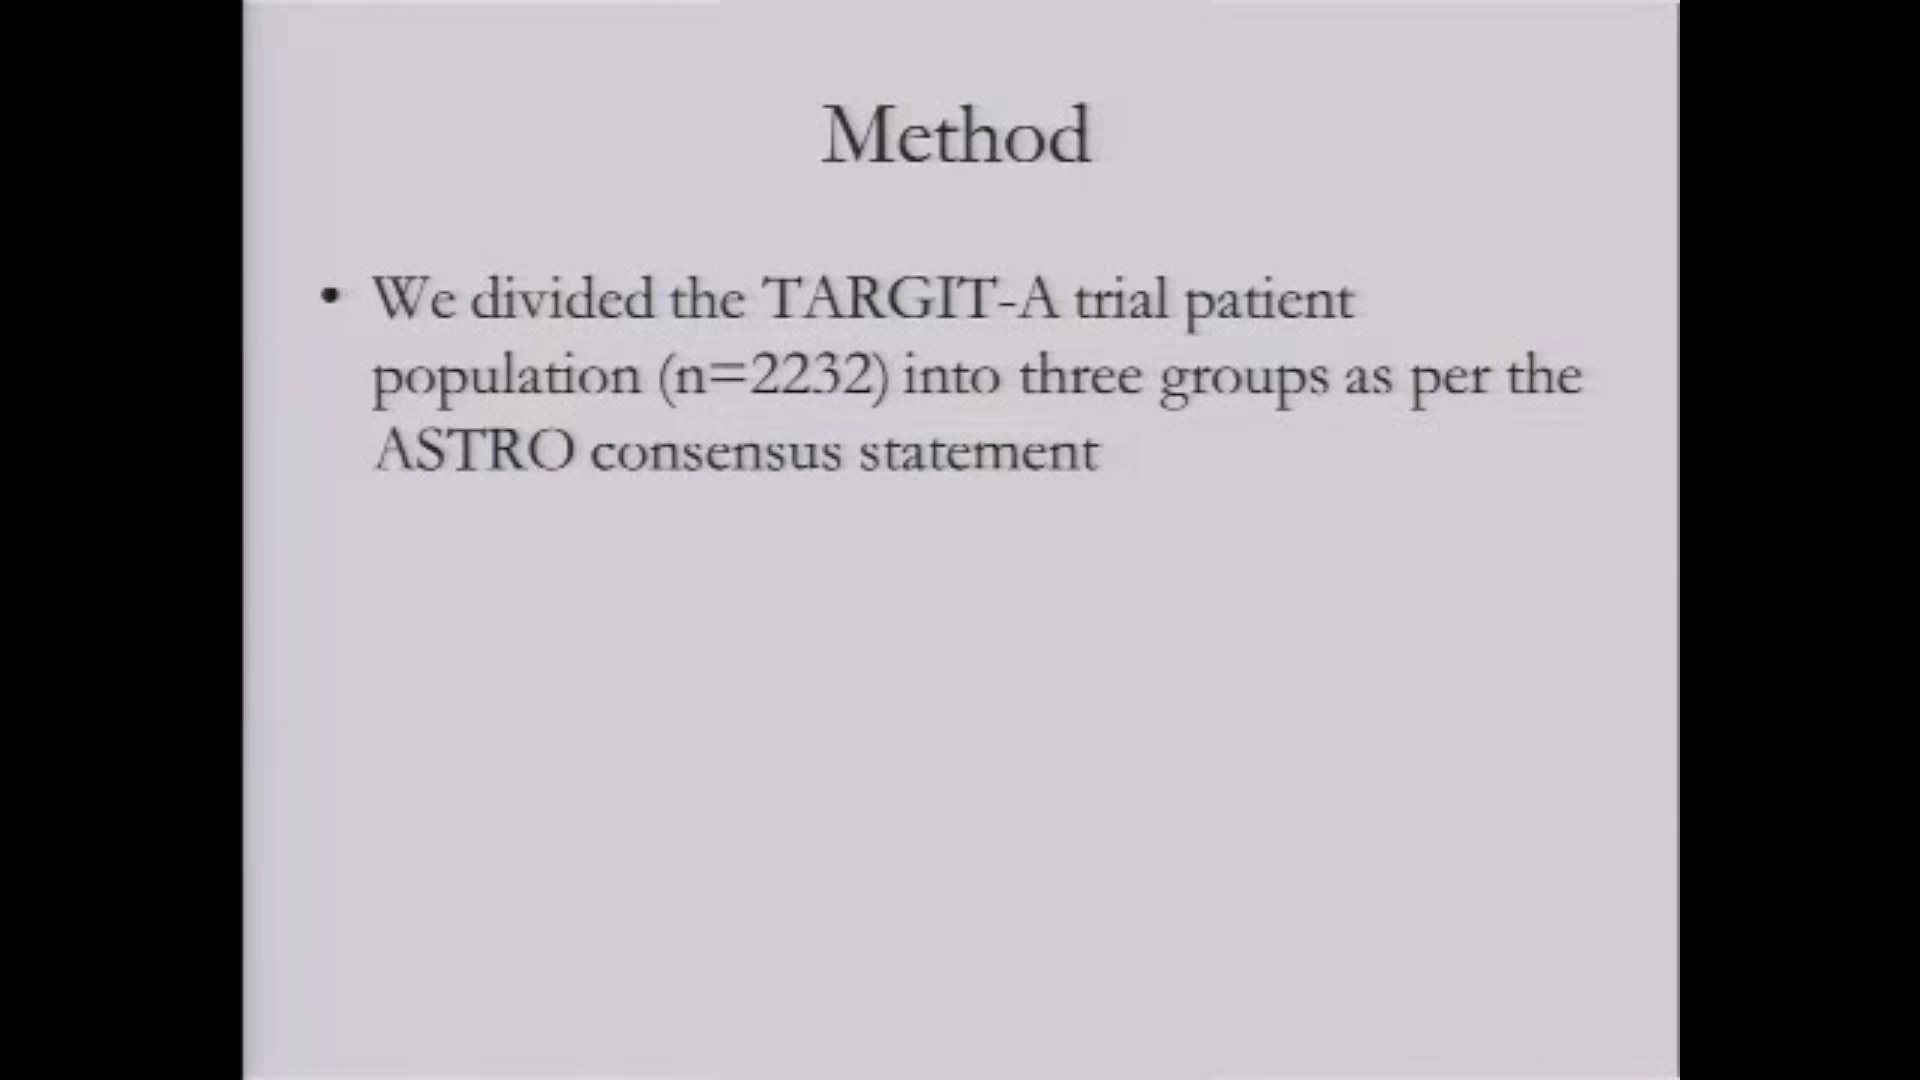 Method
• We divided the TARGIT-A trial patient
population (n=2232) into three groups as per the
ASTRO consensus statement